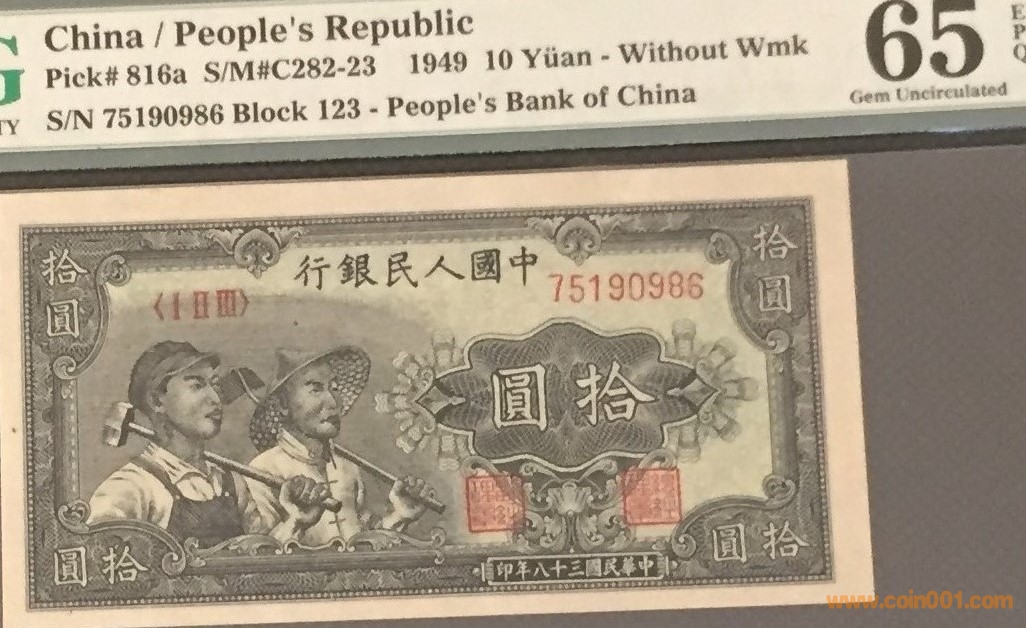 China / People's Republic
Pick# 816a S/M#C282-23 1949 10 Yüan - Without Wmk
S/N 75190986 Block 123 - People's Bank of China
65
Gem Uncirculated
E
P
Q
G
TY
行銀民人國中
〈I II III〉
75190986
拾圓
拾圓
圓拾
圓拾
圓拾
印年八十三國民華中
www.coin001.com